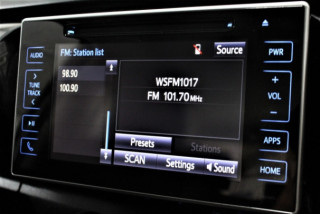 FM: Station list
Source
AUDIO
PWR
98.90
100.90
WSFM1017
FM 101.70 MHz
TUNE
TRACK
VOL
Presets
Stations
APPS
SCAN
Settings
Sound
HOME